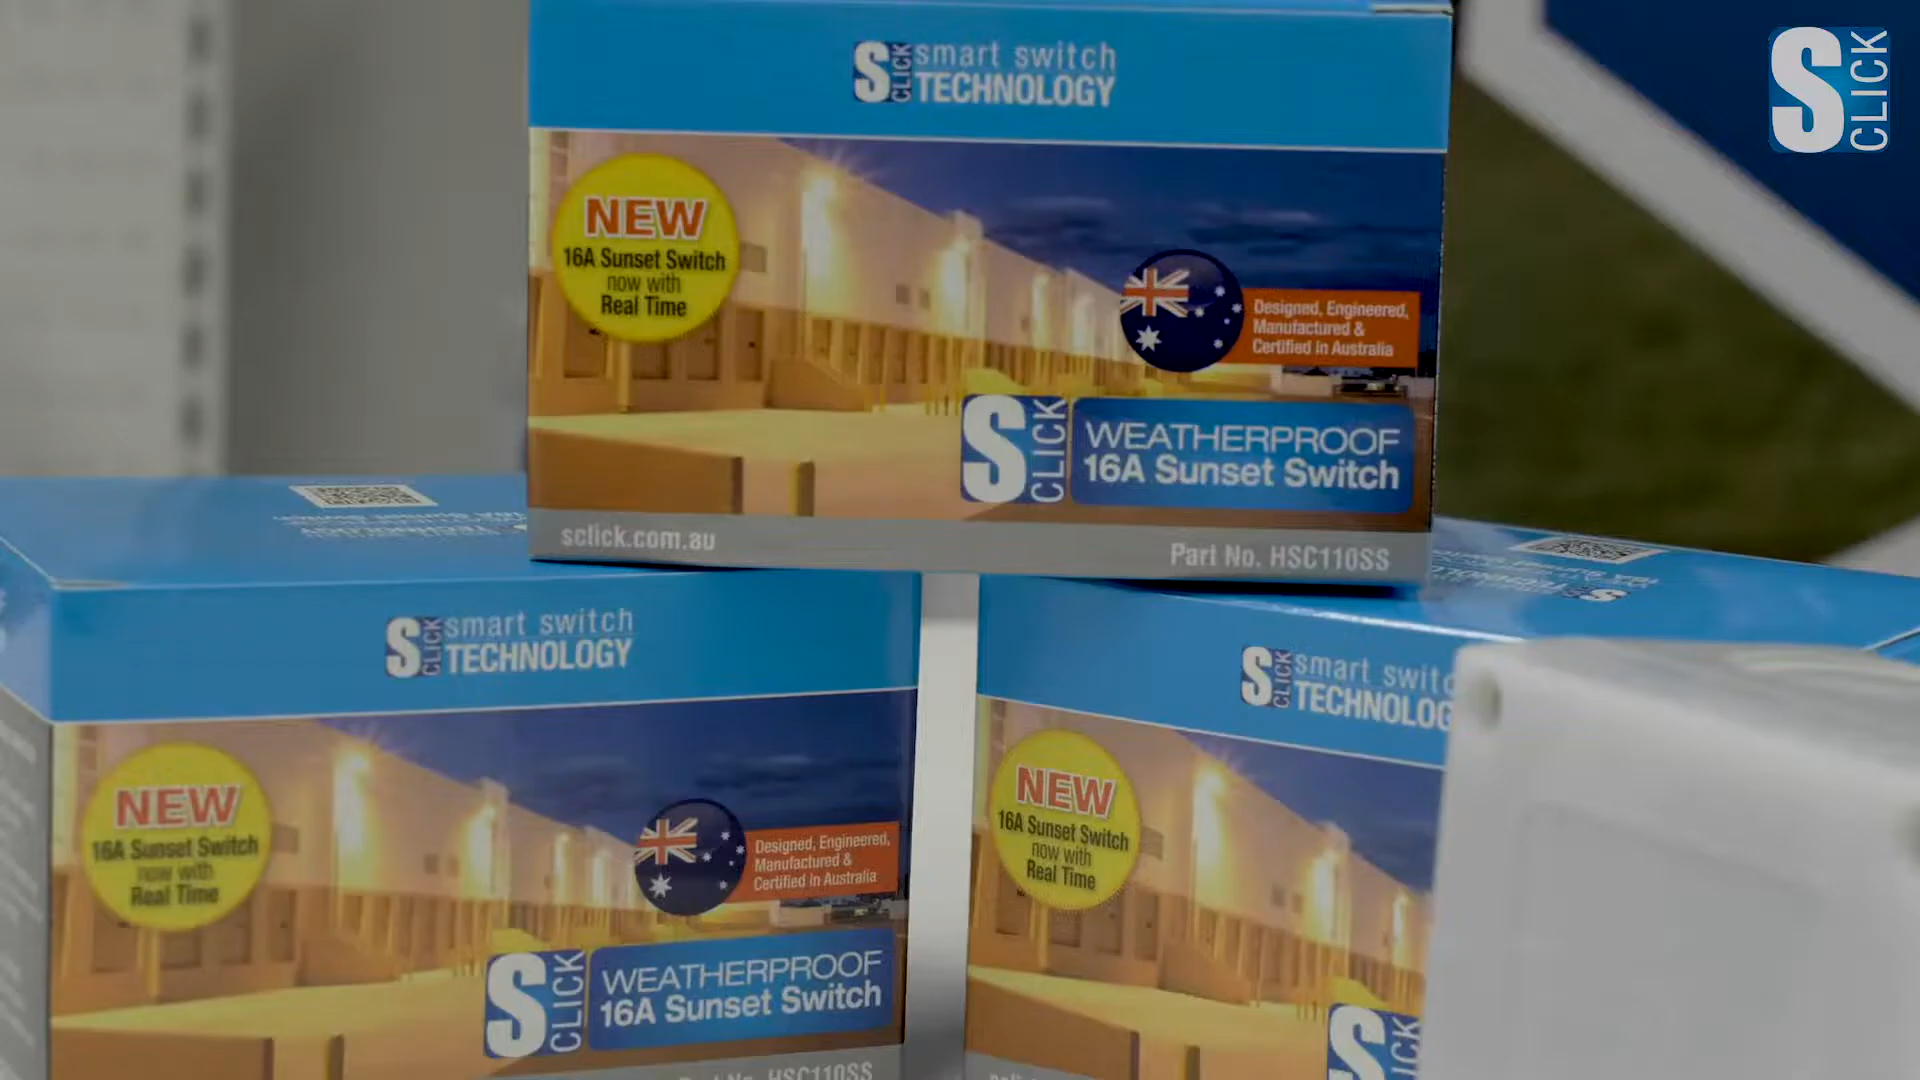 S CLICK
S CLICK smart switch
TECHNOLOGY
NEW
16A Sunset Switch
now with
Real Time
Designed, Engineered,
Manufactured &
Certified in Australia
S CLICK
WEATHERPROOF
16A Sunset Switch
sclick.com.au
Part No. HSC110SS
S CLICK smart switch
TECHNOLOGY
NEW
16A Sunset Switch
now with
Real Time
Designed, Engineered,
Manufactured &
Certified in Australia
S CLICK
WEATHERPROOF
16A Sunset Switch
Part No. HSC110SS
S CLICK smart switc
TECHNOLOG
NEW
16A Sunset Switch
now with
Real Time
S CLICK